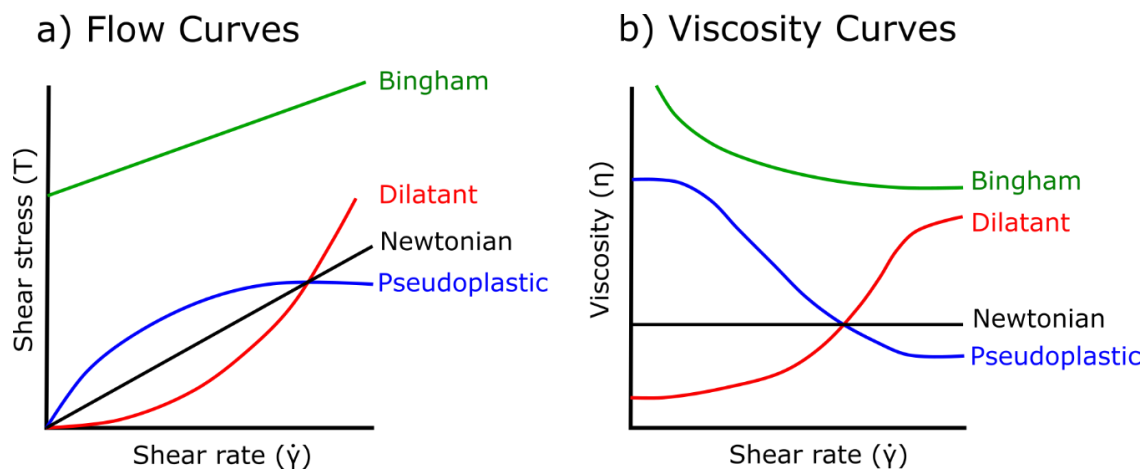 a) Flow Curves
Shear stress (T)
Bingham
Dilatant
Newtonian
Pseudoplastic
Shear rate (γ̇)
b) Viscosity Curves
Viscosity (η)
Bingham
Dilatant
Newtonian
Pseudoplastic
Shear rate (γ̇)